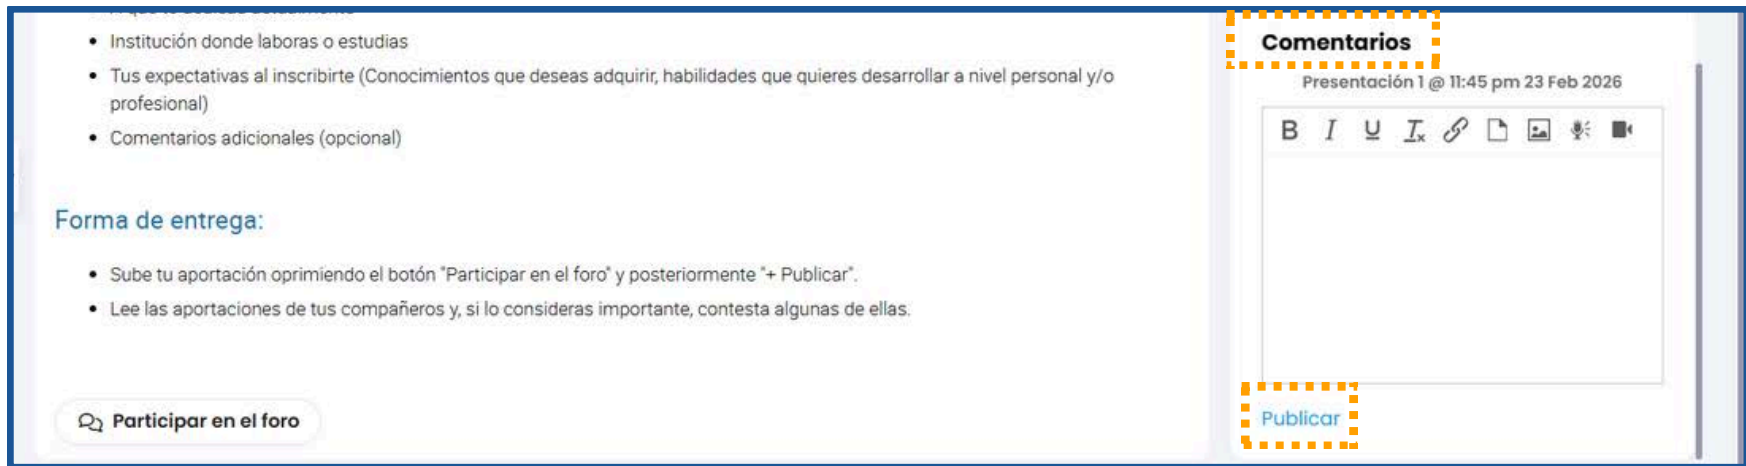 • Institución donde laboras o estudias
• Tus expectativas al inscribirte (Conocimientos que deseas adquirir, habilidades que quieres desarrollar a nivel personal y/o
profesional)
• Comentarios adicionales (opcional)
Forma de entrega:
• Sube tu aportación oprimiendo el botón "Participar en el foro" y posteriormente "+ Publicar".
• Lee las aportaciones de tus compañeros y, si lo consideras importante, contesta algunas de ellas.
Participar en el foro
Comentarios
Presentación 1 @ 11:45 pm 23 Feb 2026
B I U Tx
Publicar